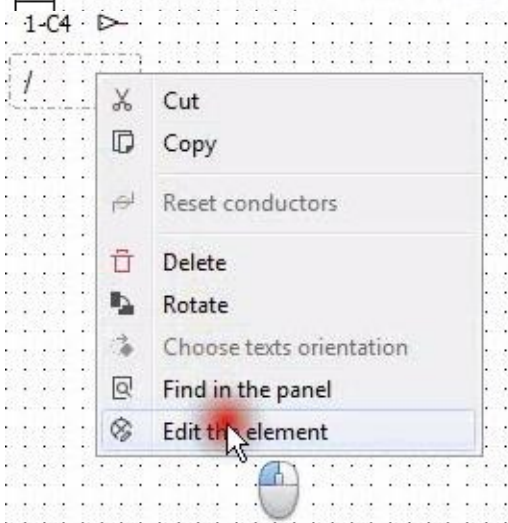 1-C4
/
Cut
Copy
Reset conductors
Delete
Rotate
Choose texts orientation
Find in the panel
Edit the element